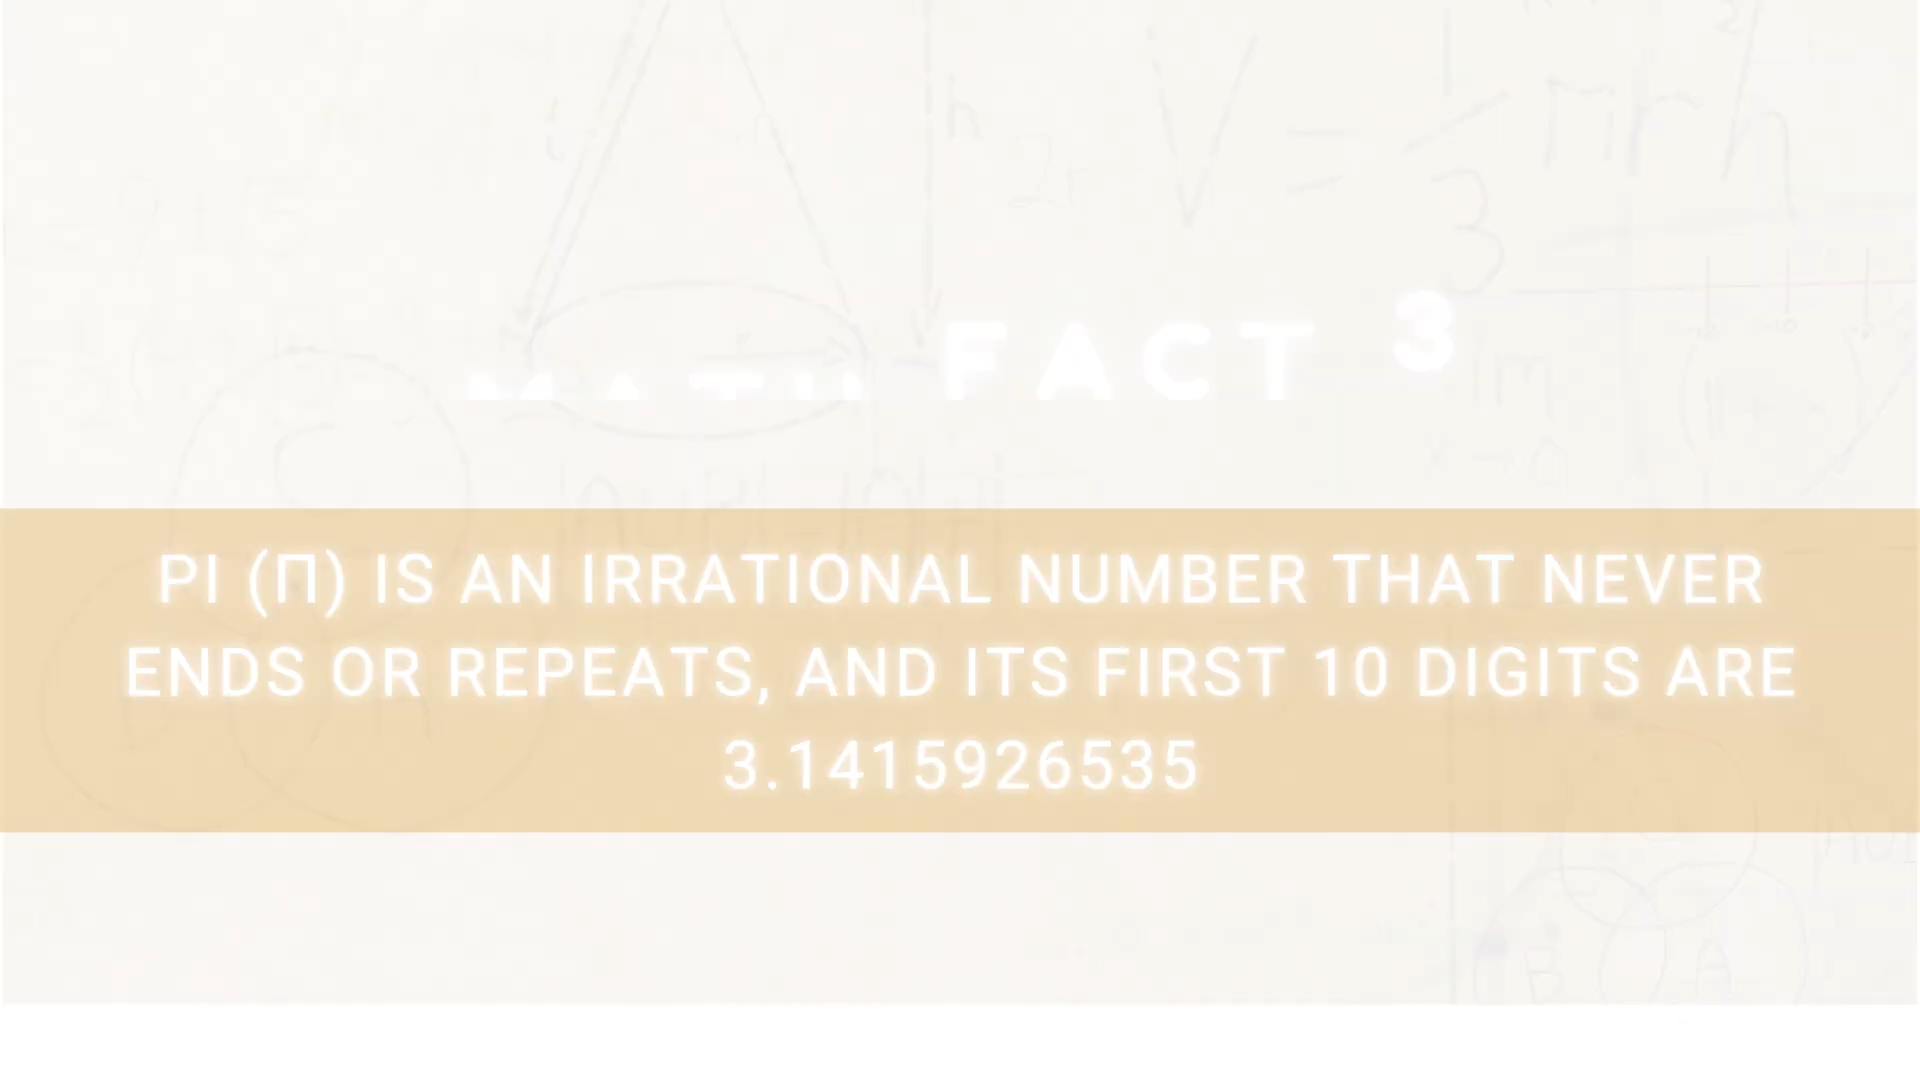 MATH FACT 3
PI (Π) IS AN IRRATIONAL NUMBER THAT NEVER
ENDS OR REPEATS, AND ITS FIRST 10 DIGITS ARE
3.1415926535